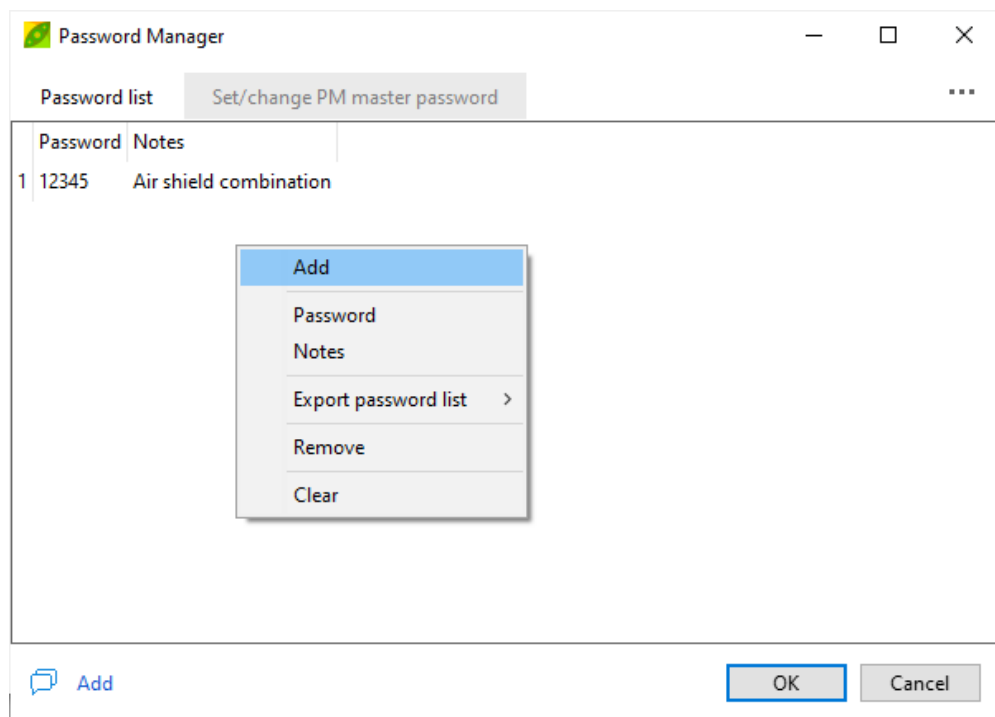 Password Manager
Password list Set/change PM master password
Password Notes
1 12345 Air shield combination
Add
Password
Notes
Export password list
Remove
Clear
Add OK Cancel